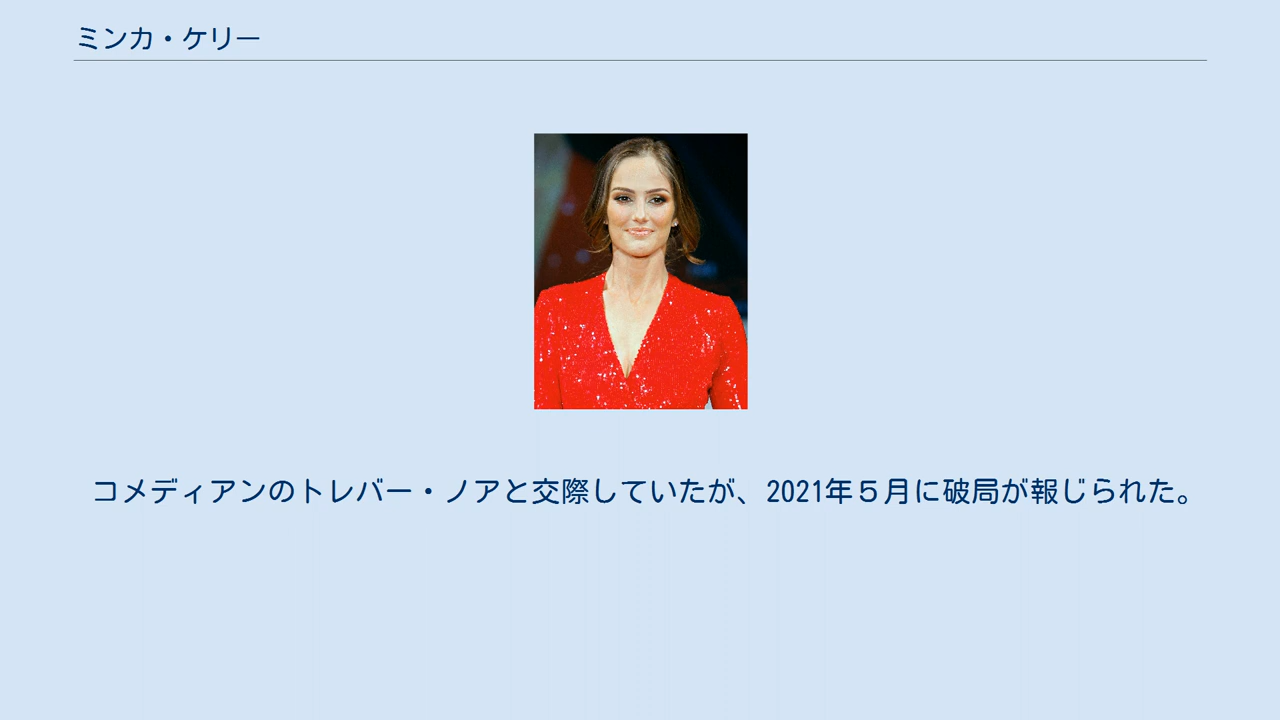 ミンカ・ケリー
コメディアンのトレバー・ノアと交際していたが、2021年５月に破局が報じられた。